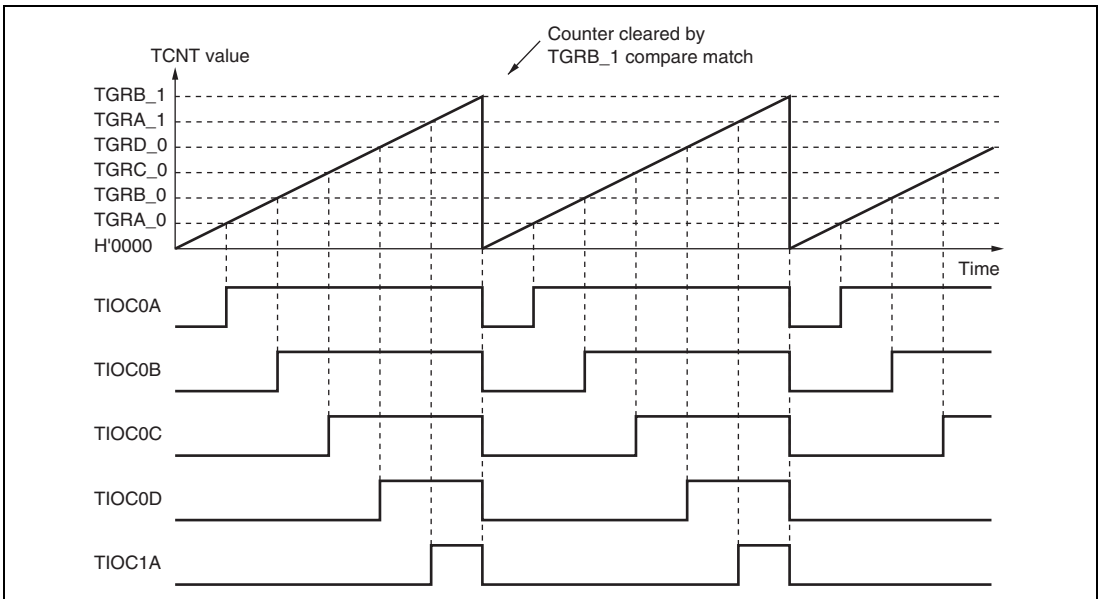 Counter cleared by
TGRB_1 compare match
TCNT value
TGRB_1
TGRA_1
TGRD_0
TGRC_0
TGRB_0
TGRA_0
H'0000
Time
TIOC0A
TIOC0B
TIOC0C
TIOC0D
TIOC1A